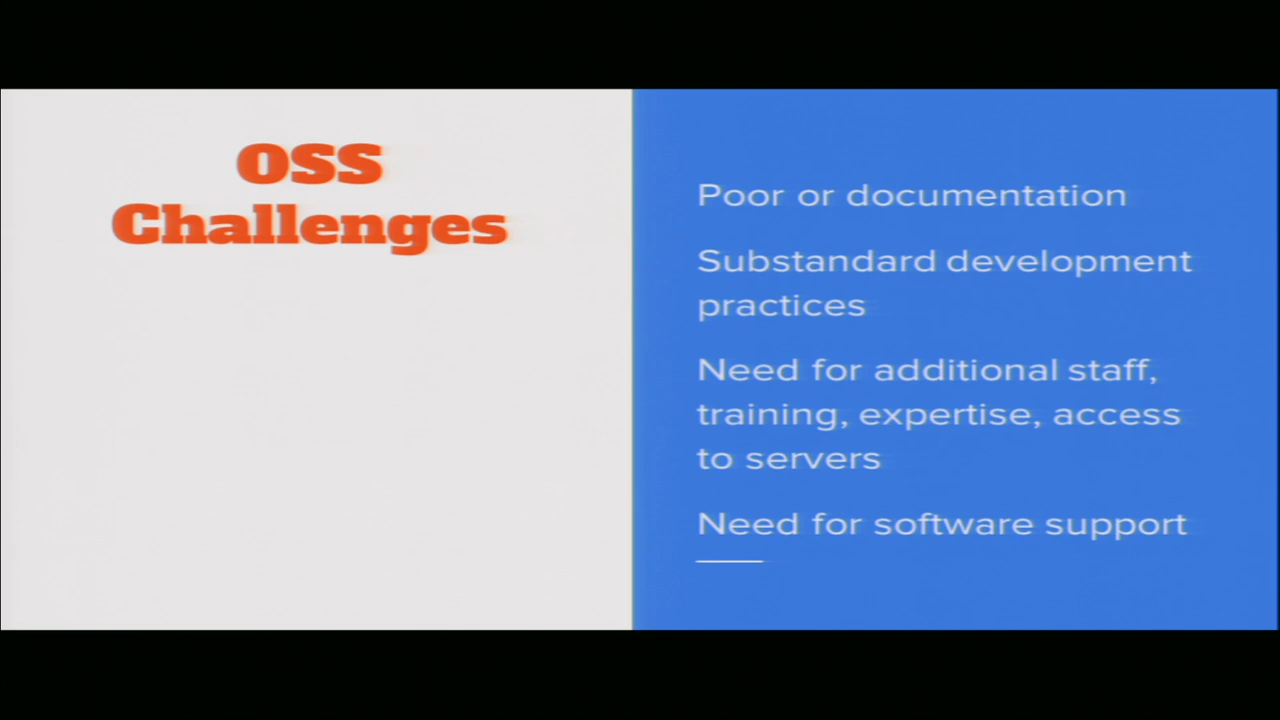 OSS
Challenges
Poor or documentation
Substandard development
practices
Need for additional staff,
training, expertise, access
to servers
Need for software support